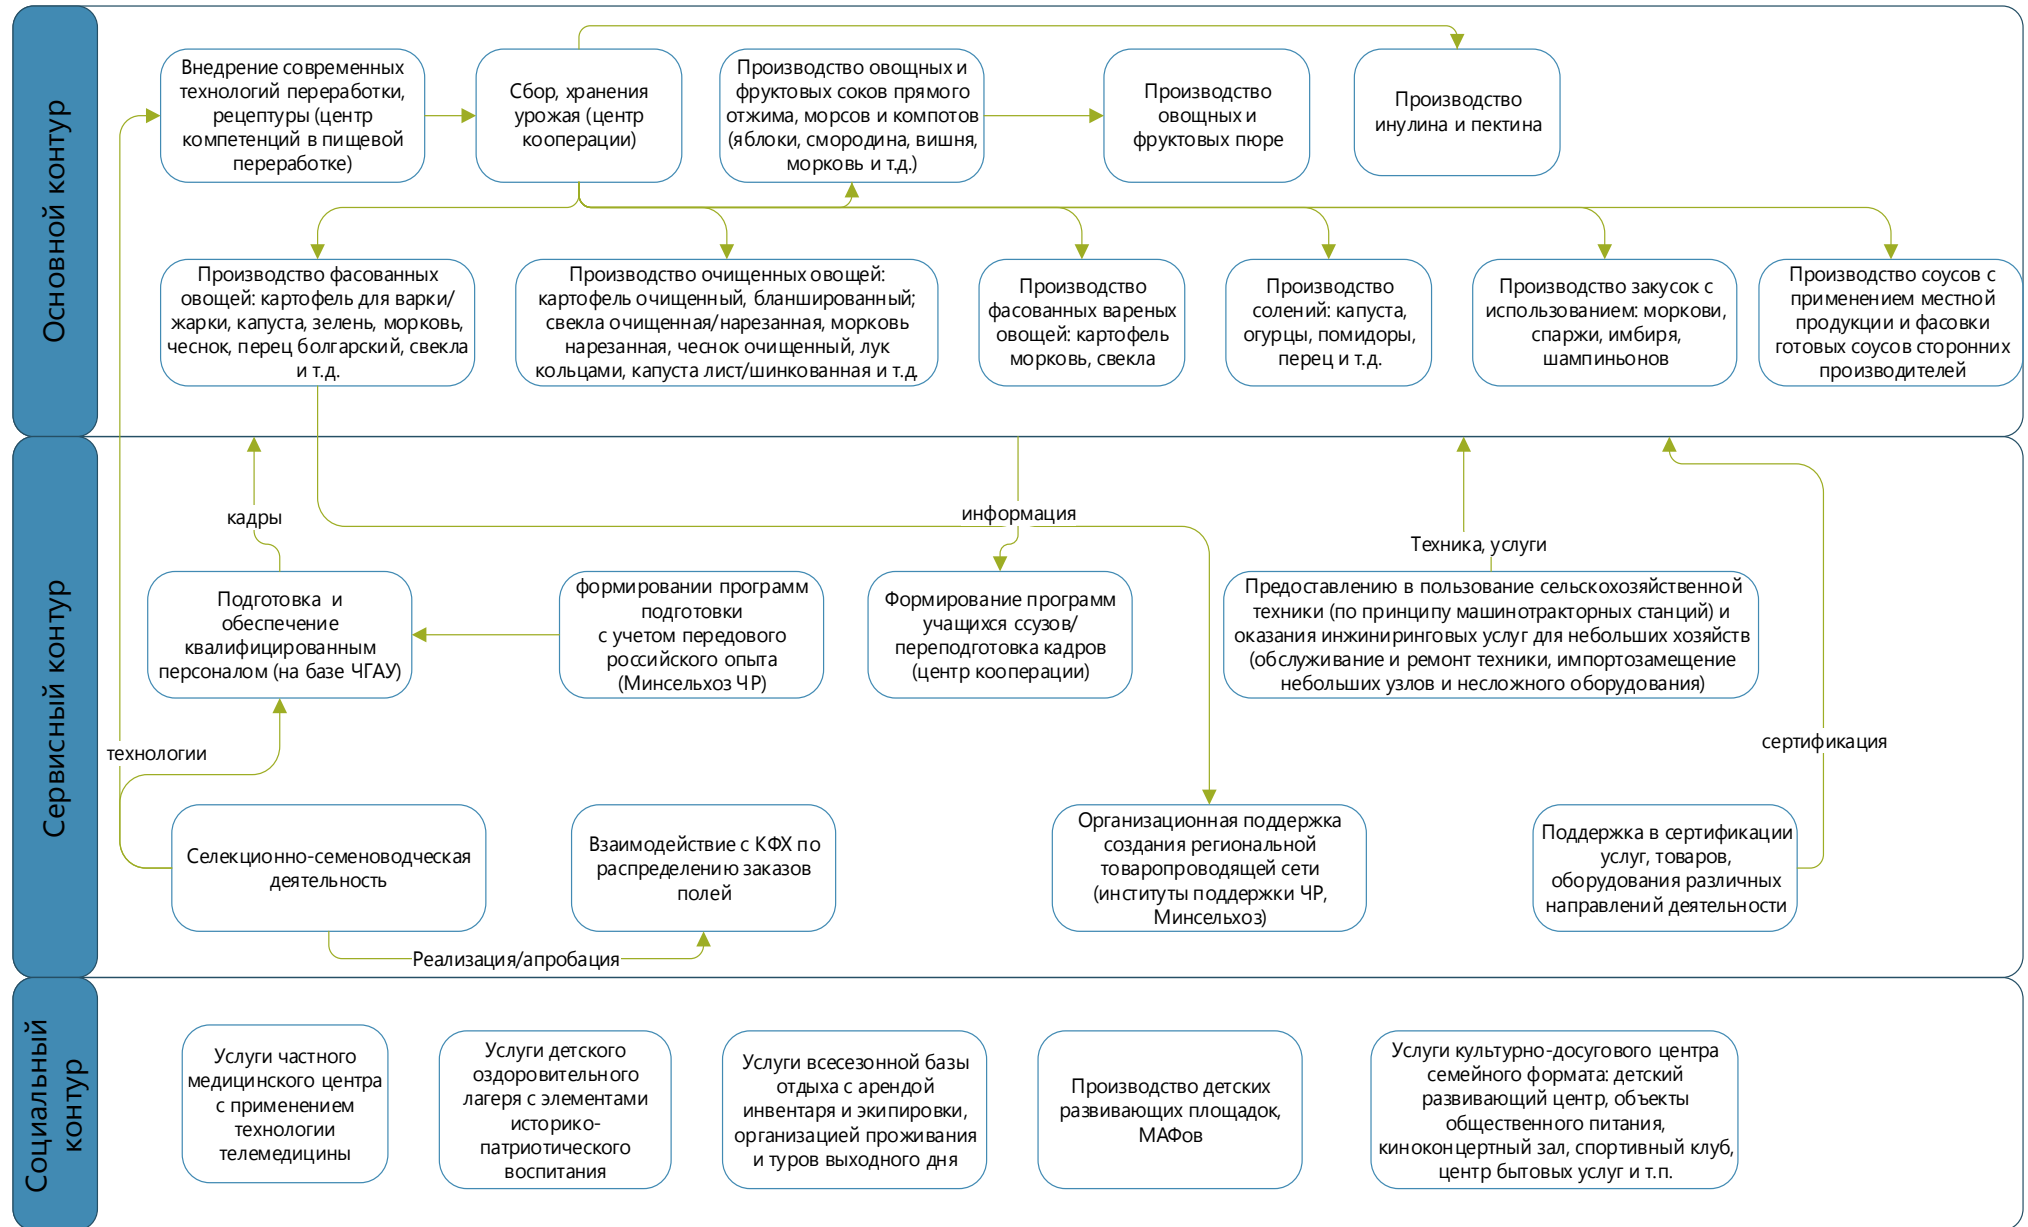 Основной контур
Внедрение современных
технологий переработки,
рецептуры (центр
компетенций в пищевой
переработке)
Сбор, хранения
урожая (центр
кооперации)
Производство овощных и
фруктовых соков прямого
отжима, морсов и компотов
(яблоки, смородина, вишня,
морковь и т.д.)
Производство
овощных и
фруктовых пюре
Производство
инулина и пектина
Производство фасованных
овощей: картофель для варки/
жарки, капуста, зелень, морковь,
чеснок, перец болгарский, свекла
и т.д.
Производство очищенных овощей:
картофель очищенный, бланшированный;
свекла очищенная/нарезанная, морковь
нарезанная, чеснок очищенный, лук
кольцами, капуста лист/шинкованная и т.д.
Производство
фасованных вареных
овощей: картофель
морковь, свекла
Производство
солений: капуста,
огурцы, помидоры,
перец и т.д.
Производство закусок с
использованием: моркови,
спаржи, имбиря,
шампиньонов
Производство соусов с
применением местной
продукции и фасовки
готовых соусов сторонних
производителей
Сервисный контур
кадры
информация
Техника, услуги
Подготовка и
обеспечение
квалифицированным
персоналом (на базе ЧГАУ)
формировании программ
подготовки
с учетом передового
российского опыта
(Минсельхоз ЧР)
Формирование программ
учащихся ссузов/
переподготовка кадров
(центр кооперации)
Предоставлению в пользование сельскохозяйственной
техники (по принципу машинотракторных станций) и
оказания инжиниринговых услуг для небольших хозяйств
(обслуживание и ремонт техники, импортозамещение
небольших узлов и несложного оборудования)
технологии
сертификация
Селекционно-семеноводческая
деятельность
Взаимодействие с КФХ по
распределению заказов
полей
Организационная поддержка
создания региональной
товаропроводящей сети
(институты поддержки ЧР,
Минсельхоз)
Поддержка в сертификации
услуг, товаров,
оборудования различных
направлений деятельности
Реализация/апробация
Социальный
контур
Услуги частного
медицинского центра
с применением
технологии
телемедицины
Услуги детского
оздоровительного
лагеря с элементами
историко-
патриотического
воспитания
Услуги всесезонной базы
отдыха с арендой
инвентаря и экипировки,
организацией проживания
и туров выходного дня
Производство детских
развивающих площадок,
МАФов
Услуги культурно-досугового центра
семейного формата: детский
развивающий центр, объекты
общественного питания,
киноконцертный зал, спортивный клуб,
центр бытовых услуг и т.п.